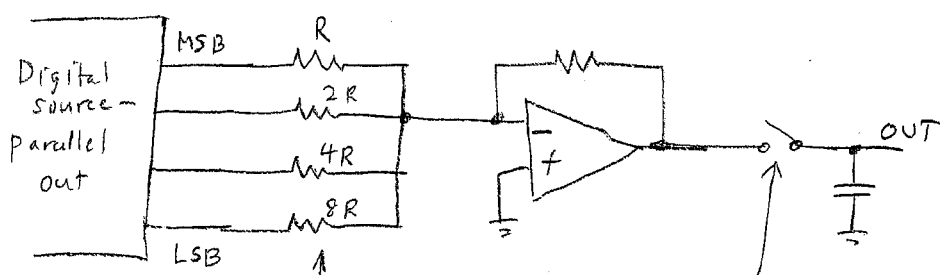 MSB
R
Digital
source-
parallel
out
2R
4R
8R
LSB
-
+
OUT